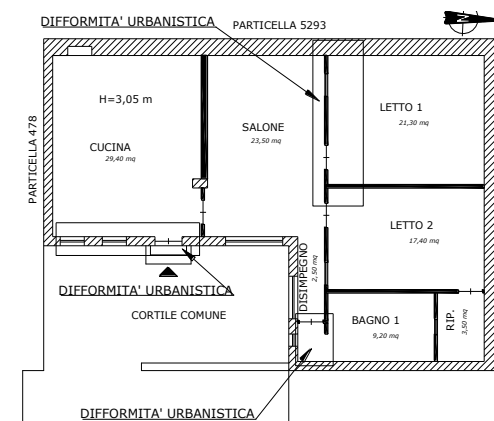 DIFFORMITA' URBANISTICA
PARTICELLA 5293
N
PARTICELLA 478
H=3,05 m
CUCINA
29,40 mq
SALONE
23,50 mq
LETTO 1
21,30 mq
LETTO 2
17,40 mq
DISIMPEGNO
2,50 mq
DIFFORMITA' URBANISTICA
CORTILE COMUNE
BAGNO 1
9,20 mq
RIP.
3,50 mq
DIFFORMITA' URBANISTICA